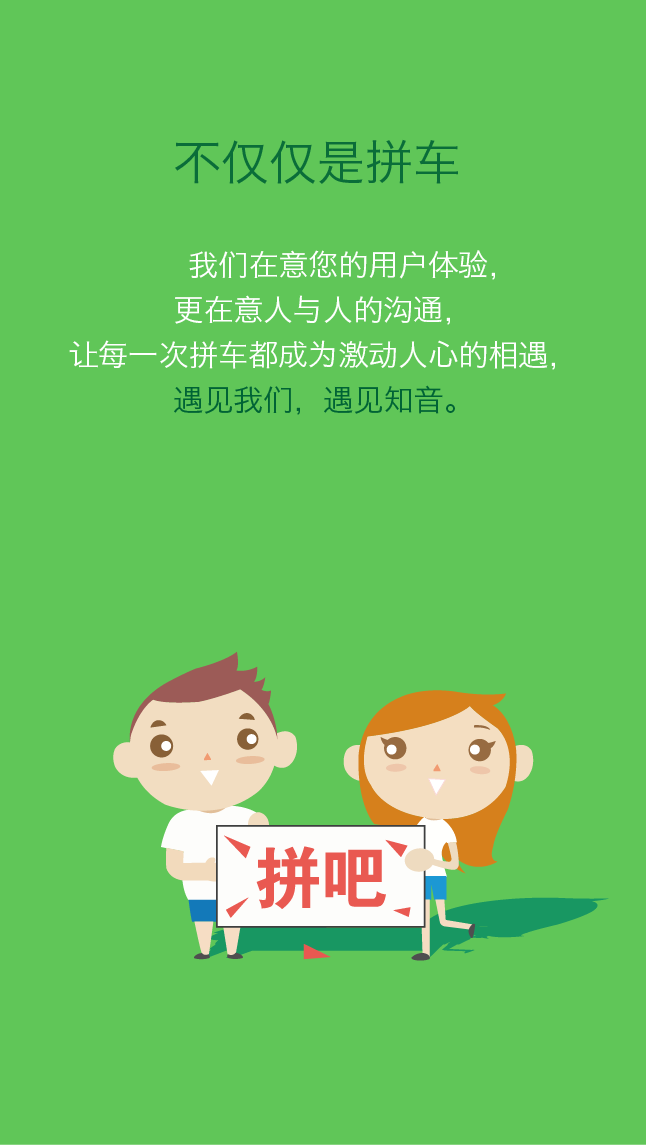 不仅仅是拼车
我们在意您的用户体验，
更在意人与人的沟通，
让每一次拼车都成为激动人心的相遇，
遇见我们，遇见知音。
拼吧